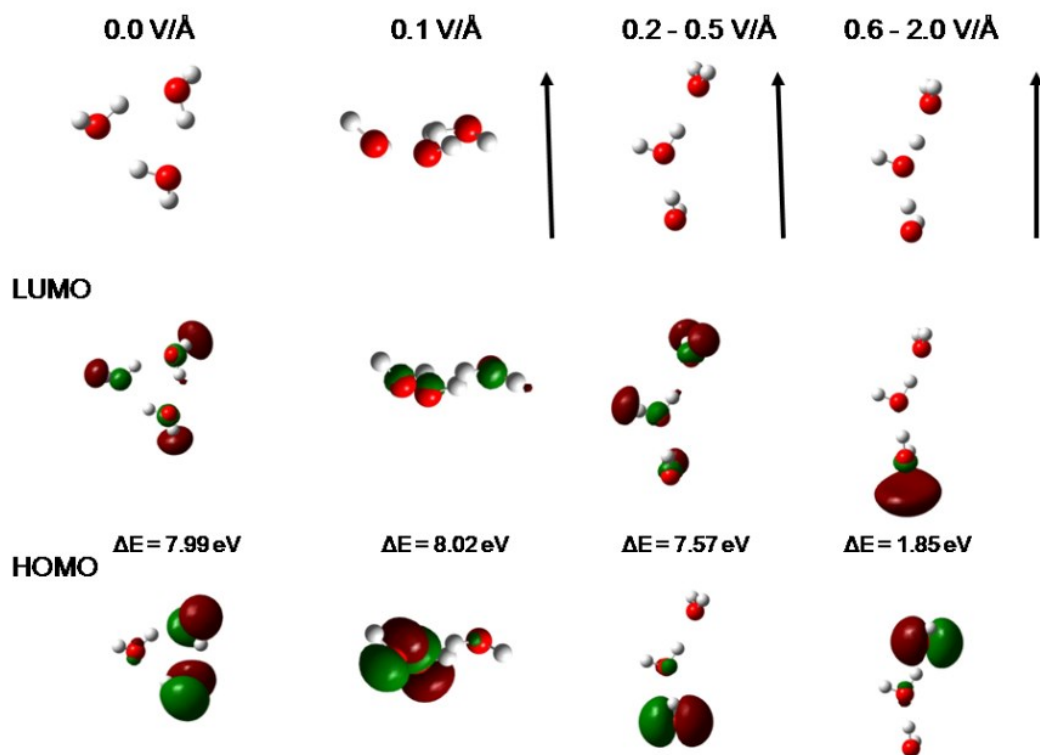 0.0 V/Å 0.1 V/Å 0.2 - 0.5 V/Å 0.6 - 2.0 V/Å
LUMO
ΔE = 7.99 eV ΔE = 8.02 eV ΔE = 7.57 eV ΔE = 1.85 eV
HOMO